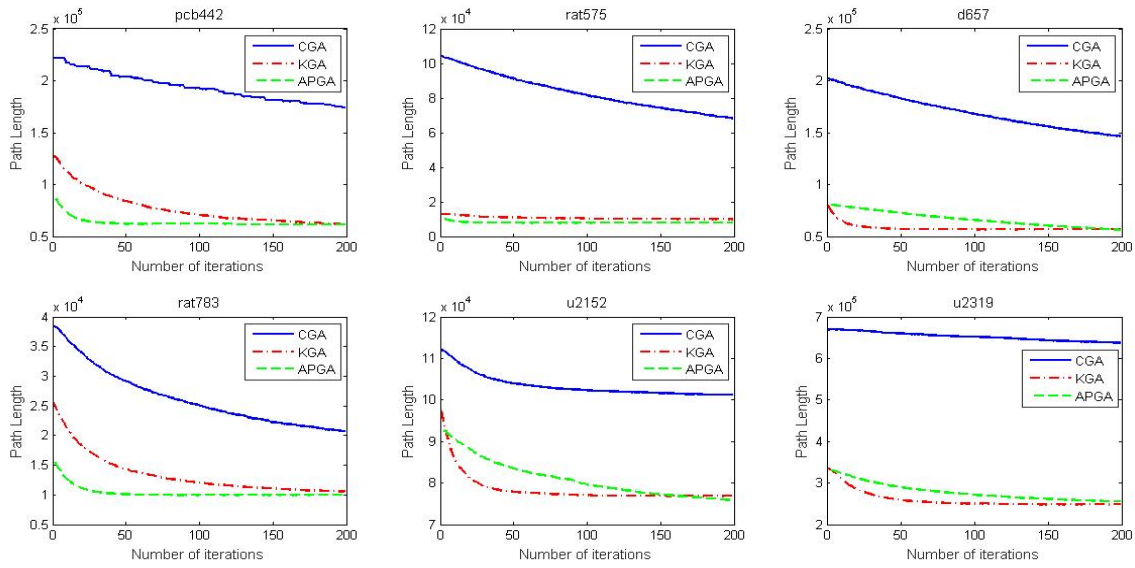 pcb442
x 10^5
2.5
2
1.5
1
0.5
0 50 100 150 200
Path Length
Number of iterctions
CGA
KGA
APGA
rat575
x 10^4
12
10
8
6
4
2
0
0 50 100 150 200
Path Length
Number of iterctions
CGA
KGA
APGA
d657
x 10^5
2.5
2
1.5
1
0.5
0 50 100 150 200
Path Length
Number of iterctions
CGA
KGA
APGA
rat783
x 10^4
4
3.5
3
2.5
2
1.5
1
0.5
0 50 100 150 200
Path Length
Number of iterctions
CGA
KGA
APGA
u2152
x 10^4
12
11
10
9
8
7
0 50 100 150 200
Path Length
Number of iterctions
CGA
KGA
APGA
u2319
x 10^5
7
6
5
4
3
2
0 50 100 150 200
Path Length
Number of iterctions
CGA
KGA
APGA